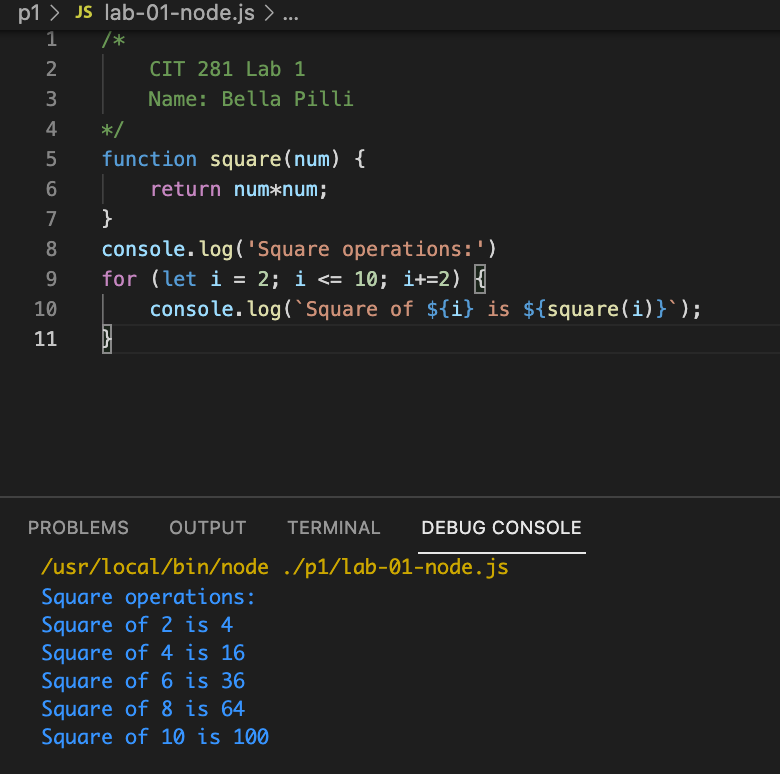 p1 > JS lab-01-node.js > ...
1 /*
2     CIT 281 Lab 1
3     Name: Bella Pilli
4 */
5 function square(num) {
6     return num*num;
7 }
8 console.log('Square operations:')
9 for (let i = 2; i <= 10; i+=2) {
10     console.log(`Square of ${i} is ${square(i)}`);
11 }
PROBLEMS OUTPUT TERMINAL DEBUG CONSOLE
/usr/local/bin/node ./p1/lab-01-node.js
Square operations:
Square of 2 is 4
Square of 4 is 16
Square of 6 is 36
Square of 8 is 64
Square of 10 is 100